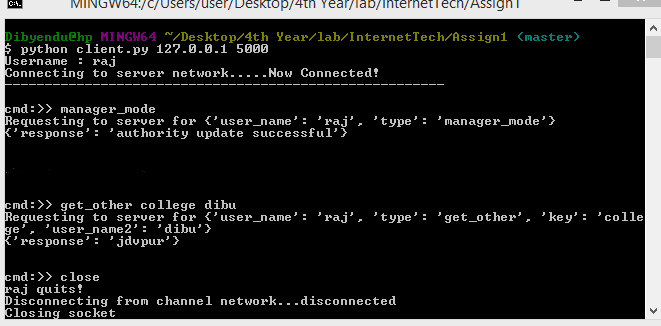 MINGW64:/c/Users/user/Desktop/4th Year/lab/InternetTech/Assign1
Dibyendu@hp MINGW64 ~/Desktop/4th Year/lab/InternetTech/Assign1 (master)
$ python client.py 127.0.0.1 5000
Username : raj
Connecting to server network.....Now Connected!
-------------------------------------------------------
cmd:>> manager_mode
Requesting to server for {'user_name': 'raj', 'type': 'manager_mode'}
{'response': 'authority update successful'}
cmd:>> get_other college dibu
Requesting to server for {'user_name': 'raj', 'type': 'get_other', 'key': 'colle
ge', 'user_name2': 'dibu'}
{'response': 'jdvpur'}
cmd:>> close
raj quits!
Disconnecting from channel network...disconnected
Closing socket